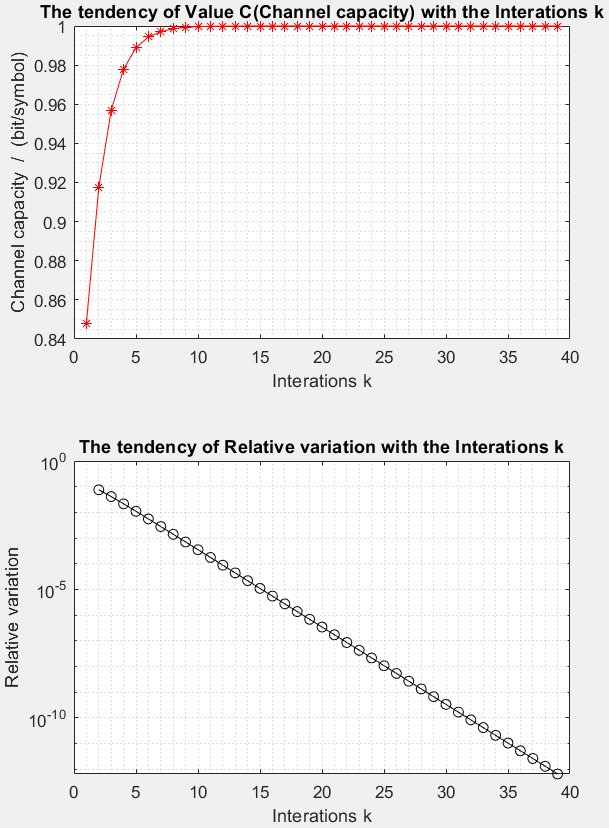 The tendency of Value C(Channel capacity) with the Interations k
1
0.98
0.96
0.94
0.92
0.9
0.88
0.86
0.84
Channel capacity / (bit/symbol)
0 5 10 15 20 25 30 35 40
Interations k
The tendency of Relative variation with the Interations k
10^0
10^-5
10^-10
Relative variation
0 5 10 15 20 25 30 35 40
Interations k